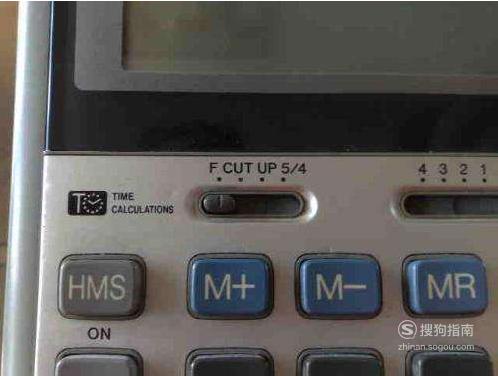 F CUT UP 5/4
4 3 2 1
TIME
CALCULATIONS
HMS
M+
M−
MR
ON
搜狗指南
zhinan.sogou.com